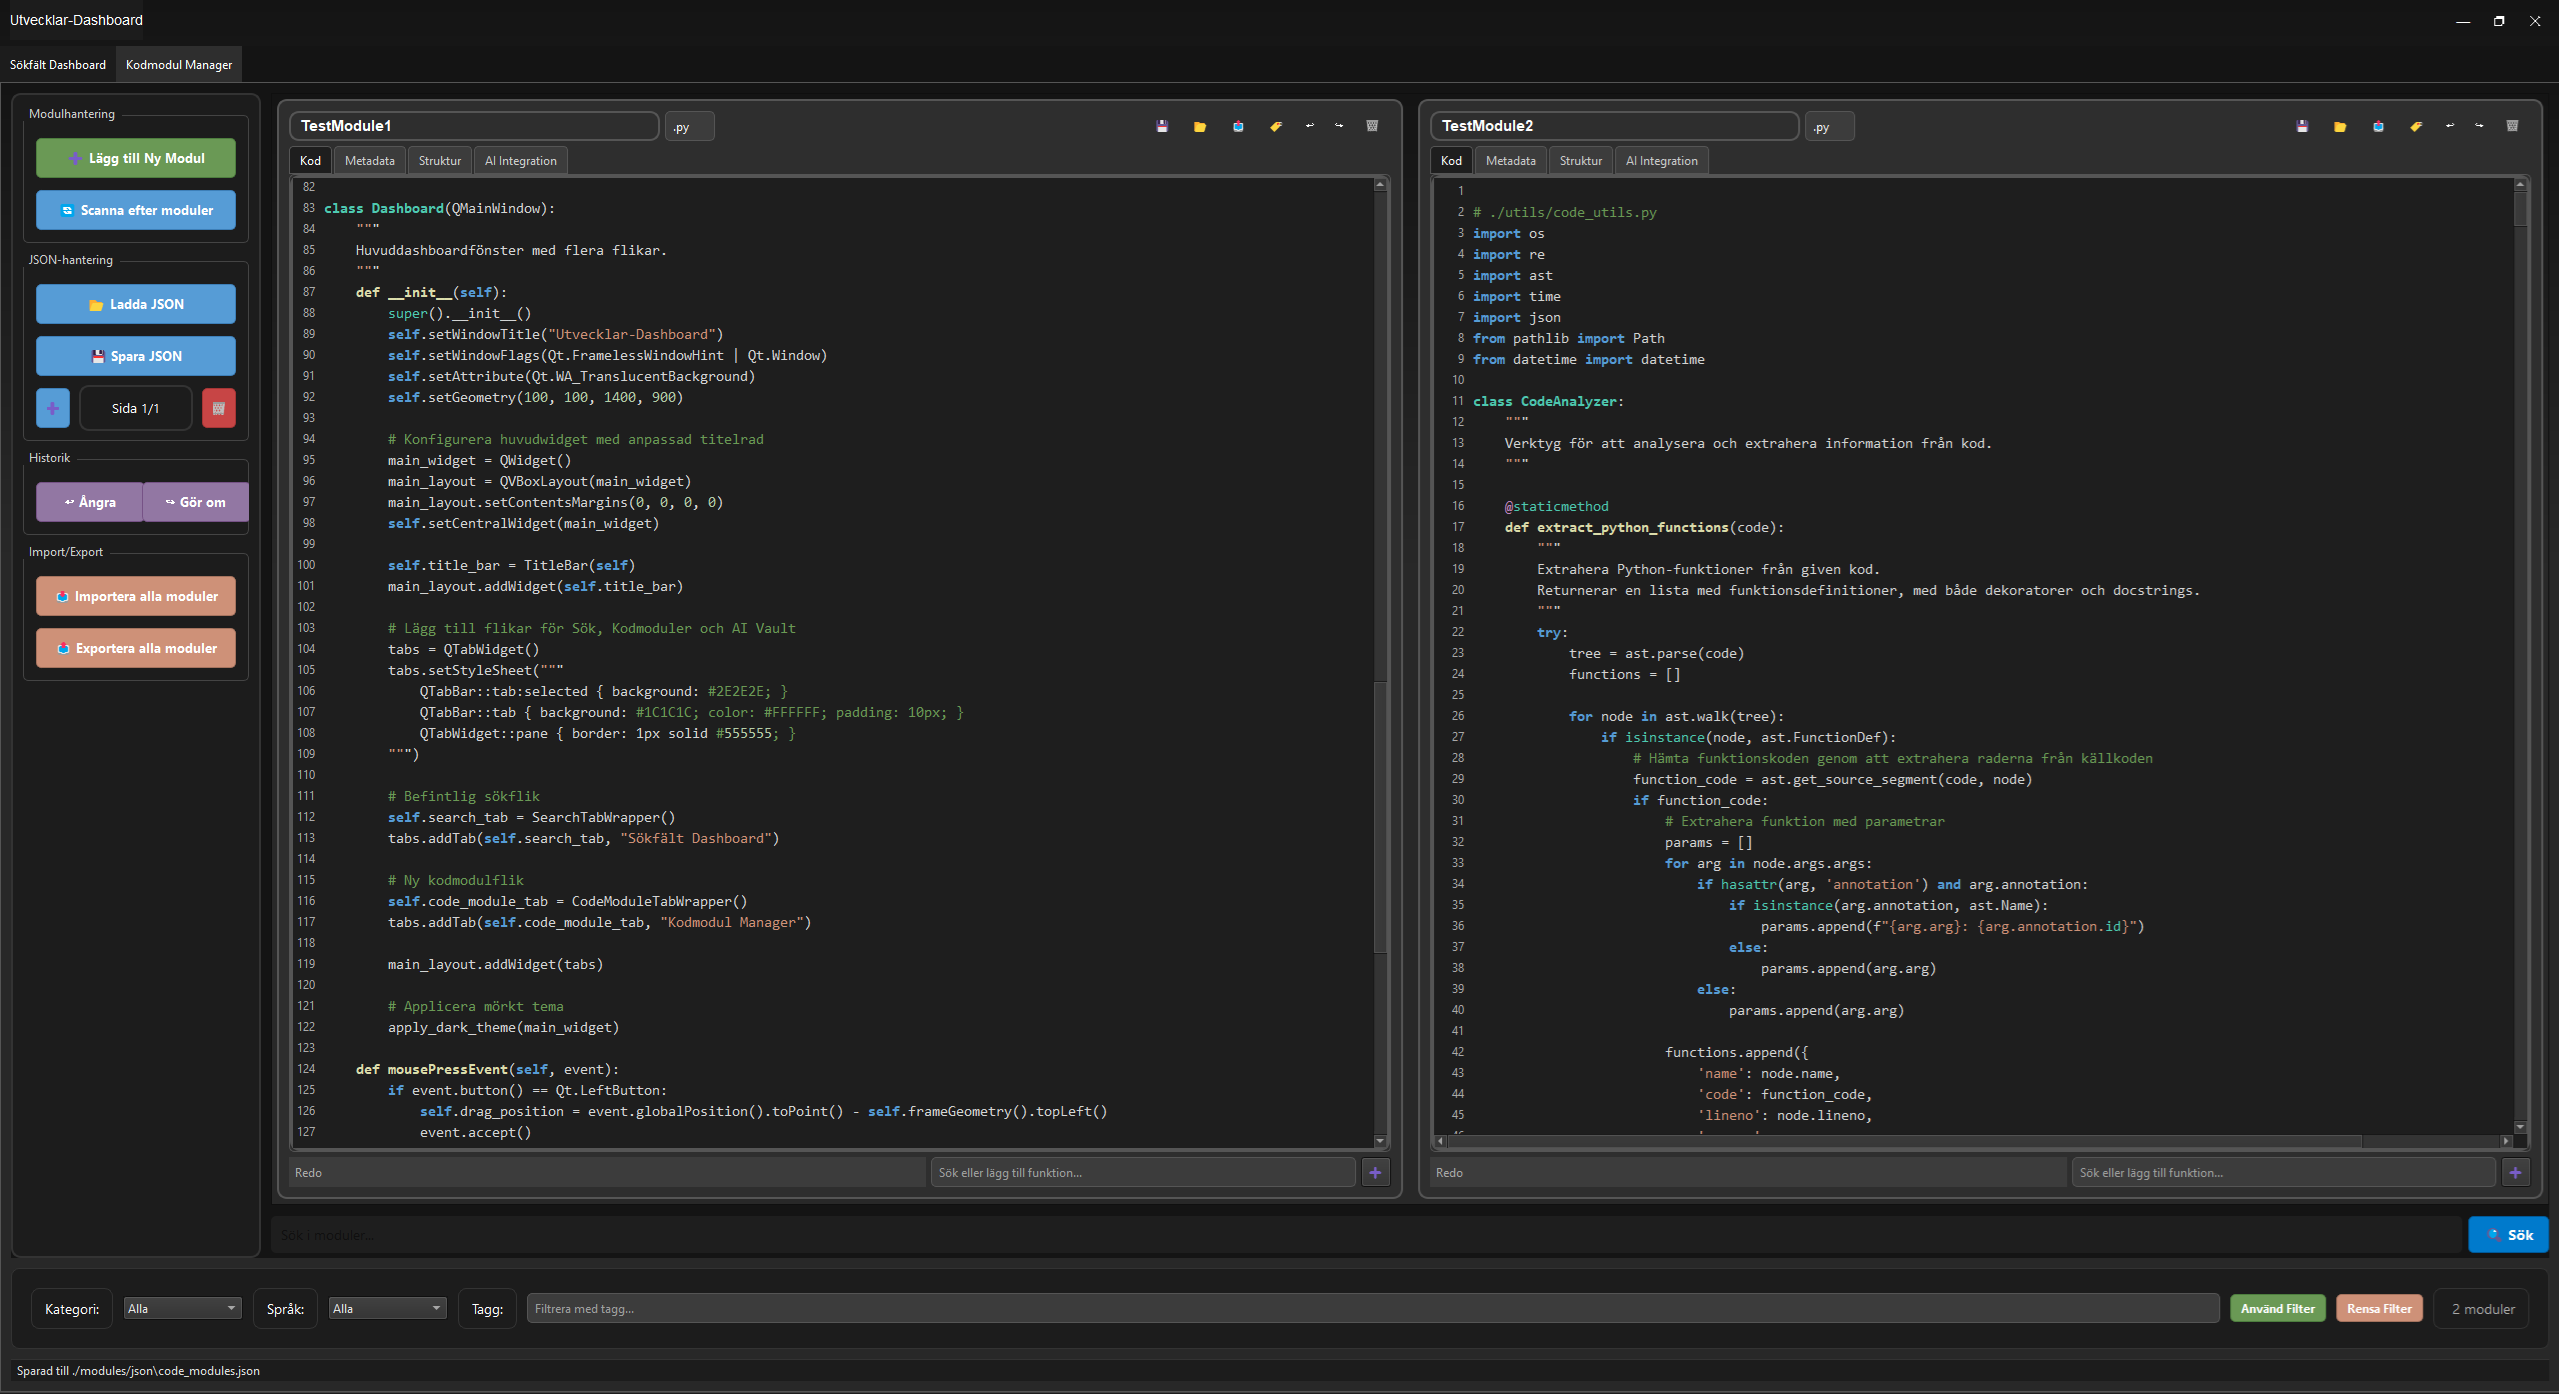 Utvecklar-Dashboard
Sökfält Dashboard
Kodmodul Manager
Modulhantering
Lägg till Ny Modul
Scanna efter moduler
JSON-hantering
Ladda JSON
Spara JSON
Sida 1/1
Historik
Ångra
Gör om
Import/Export
Importera alla moduler
Exportera alla moduler
TestModule1
.py
Kod
Metadata
Struktur
AI Integration
82
83 class Dashboard(QMainWindow):
84     """
85     Huvuddashboardfönster med flera flikar.
86     """
87     def __init__(self):
88         super().__init__()
89         self.setWindowTitle("Utvecklar-Dashboard")
90         self.setWindowFlags(Qt.FramelessWindowHint | Qt.Window)
91         self.setAttribute(Qt.WA_TranslucentBackground)
92         self.setGeometry(100, 100, 1400, 900)
93
94         # Konfigurera huvudwidget med anpassad titelrad
95         main_widget = QWidget()
96         main_layout = QVBoxLayout(main_widget)
97         main_layout.setContentsMargins(0, 0, 0, 0)
98         self.setCentralWidget(main_widget)
99
100         self.title_bar = TitleBar(self)
101         main_layout.addWidget(self.title_bar)
102
103         # Lägg till flikar för Sök, Kodmoduler och AI Vault
104         tabs = QTabWidget()
105         tabs.setStyleSheet("""
106             QTabBar::tab:selected { background: #2E2E2E; }
107             QTabBar::tab { background: #1C1C1C; color: #FFFFFF; padding: 10px; }
108             QTabWidget::pane { border: 1px solid #555555; }
109         """)
110
111         # Befintlig sökflik
112         self.search_tab = SearchTabWrapper()
113         tabs.addTab(self.search_tab, "Sökfält Dashboard")
114
115         # Ny kodmodulflik
116         self.code_module_tab = CodeModuleTabWrapper()
117         tabs.addTab(self.code_module_tab, "Kodmodul Manager")
118
119         main_layout.addWidget(tabs)
120
121         # Applicera mörkt tema
122         apply_dark_theme(main_widget)
123
124     def mousePressEvent(self, event):
125         if event.button() == Qt.LeftButton:
126             self.drag_position = event.globalPosition().toPoint() - self.frameGeometry().topLeft()
127             event.accept()
Redo
Sök eller lägg till funktion...
TestModule2
.py
Kod
Metadata
Struktur
AI Integration
1
2 # ./utils/code_utils.py
3 import os
4 import re
5 import ast
6 import time
7 import json
8 from pathlib import Path
9 from datetime import datetime
10
11 class CodeAnalyzer:
12     """
13     Verktyg för att analysera och extrahera information från kod.
14     """
15
16     @staticmethod
17     def extract_python_functions(code):
18         """
19         Extrahera Python-funktioner från given kod.
20         Returnerar en lista med funktionsdefinitioner, med både dekoratorer och docstrings.
21         """
22         try:
23             tree = ast.parse(code)
24             functions = []
25
26             for node in ast.walk(tree):
27                 if isinstance(node, ast.FunctionDef):
28                     # Hämta funktionskoden genom att extrahera raderna från källkoden
29                     function_code = ast.get_source_segment(code, node)
30                     if function_code:
31                         # Extrahera funktion med parametrar
32                         params = []
33                         for arg in node.args.args:
34                             if hasattr(arg, 'annotation') and arg.annotation:
35                                 if isinstance(arg.annotation, ast.Name):
36                                     params.append(f"{arg.arg}: {arg.annotation.id}")
37                                 else:
38                                     params.append(arg.arg)
39                             else:
40                                 params.append(arg.arg)
41
42                         functions.append({
43                             'name': node.name,
44                             'code': function_code,
45                             'lineno': node.lineno,
Redo
Sök eller lägg till funktion...
Sök i moduler...
Sök
Kategori:
Alla
Språk:
Alla
Tagg:
Filtrera med tagg...
Använd Filter
Rensa Filter
2 moduler
Sparad till ./modules/json\code_modules.json